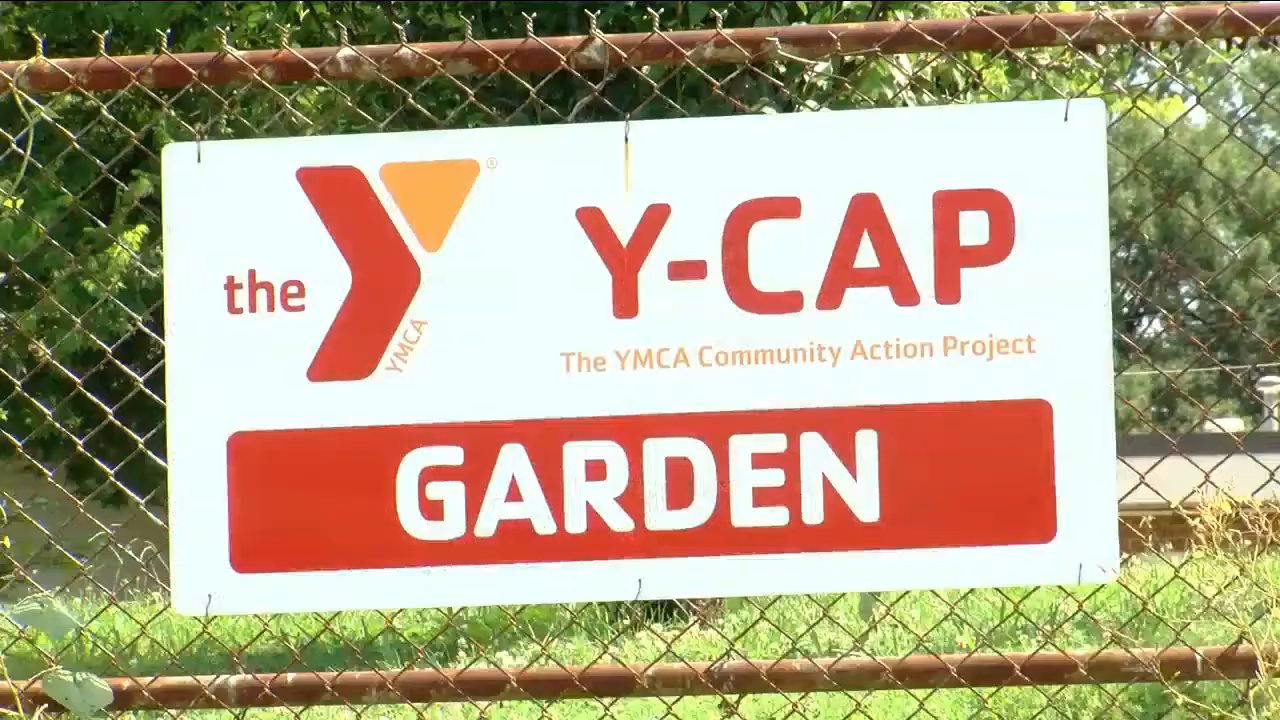 the Y ®
YMCA
Y-CAP
The YMCA Community Action Project
GARDEN